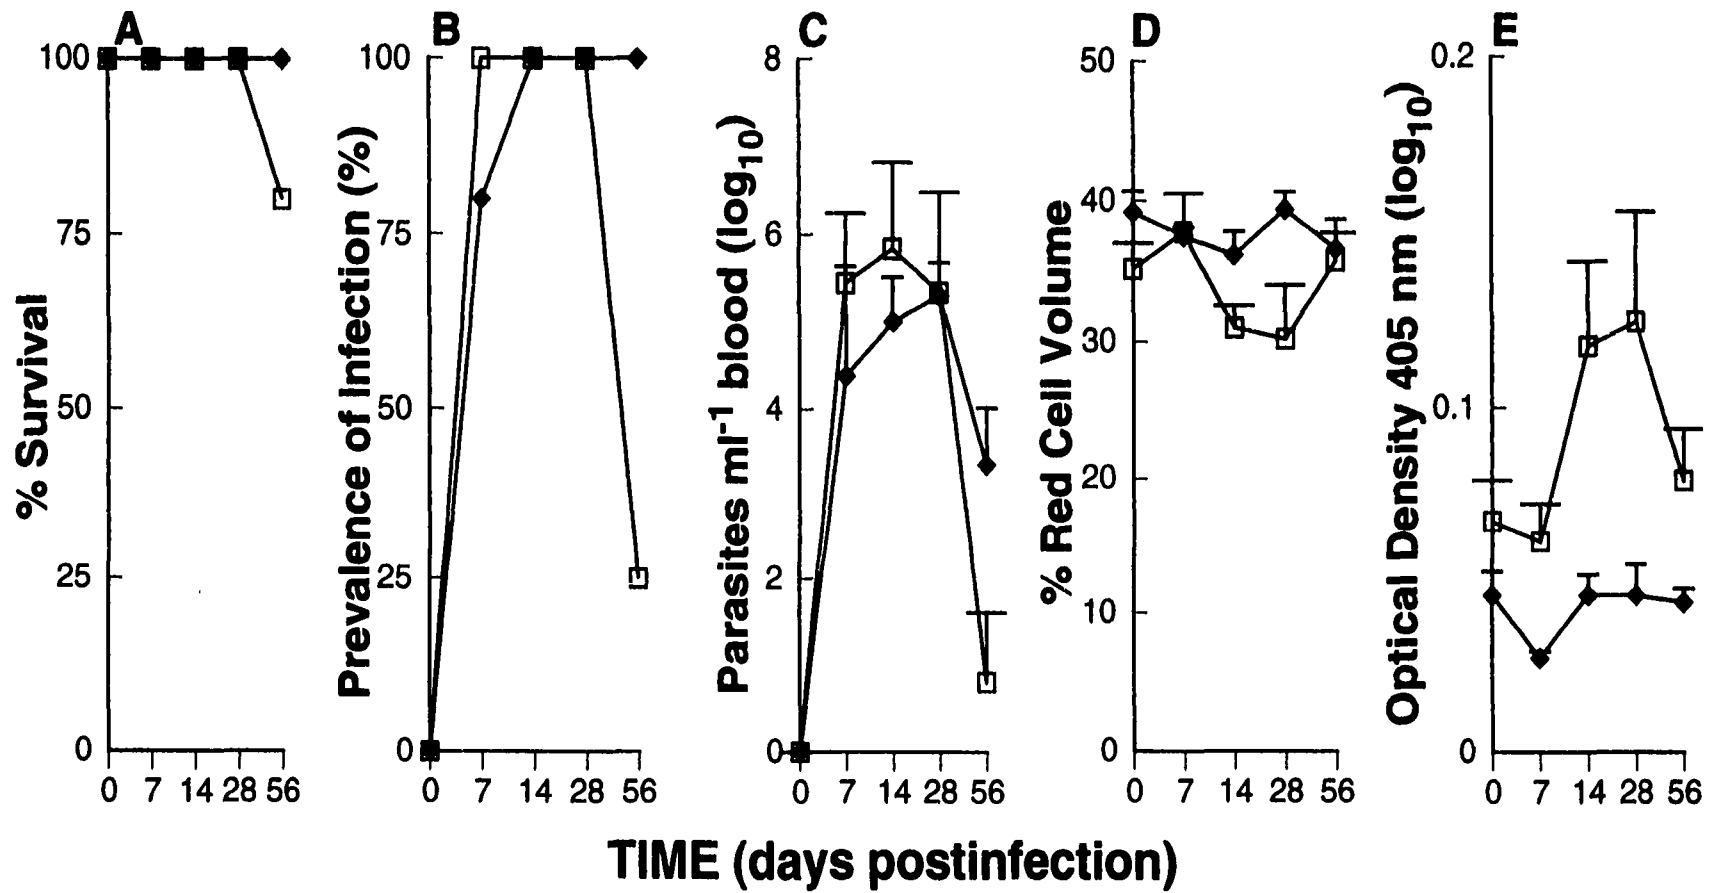 A
% Survival
100
75
50
25
0
0 7 14 28 56
B
Prevalence of Infection (%)
100
75
50
25
0
0 7 14 28 56
C
Parasites ml⁻¹ blood (log₁₀)
8
6
4
2
0
0 7 14 28 56
D
% Red Cell Volume
50
40
30
20
10
0
0 7 14 28 56
E
Optical Density 405 nm (log₁₀)
0.2
0.1
0
0 7 14 28 56
TIME (days postinfection)